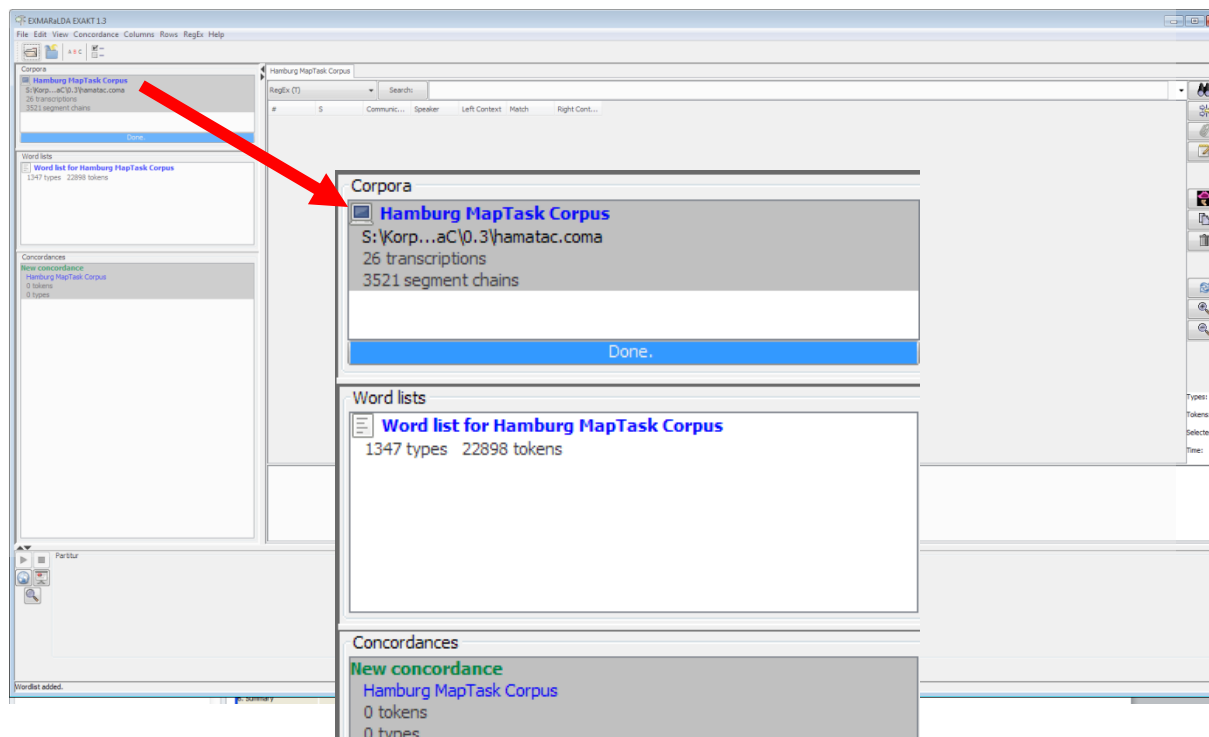 EXMARaLDA EXAKT 1.3
File Edit View Concordance Columns Rows RegEx Help
ABC
Corpora
Hamburg MapTask Corpus
S:\Korp...aC\0.3\hamatac.coma
26 transcriptions
3521 segment chains
Done.
Word lists
Word list for Hamburg MapTask Corpus
1347 types 22898 tokens
Concordances
New concordance
Hamburg MapTask Corpus
0 tokens
0 types
Hamburg MapTask Corpus
RegEx (T) Search:
# S Communic... Speaker Left Context Match Right Cont...
Types:
Tokens
Selecte
Time:
Corpora
Hamburg MapTask Corpus
S:\Korp...aC\0.3\hamatac.coma
26 transcriptions
3521 segment chains
Done.
Word lists
Word list for Hamburg MapTask Corpus
1347 types 22898 tokens
Concordances
New concordance
Hamburg MapTask Corpus
0 tokens
0 types
Partitur
Wordlist added.
Summary